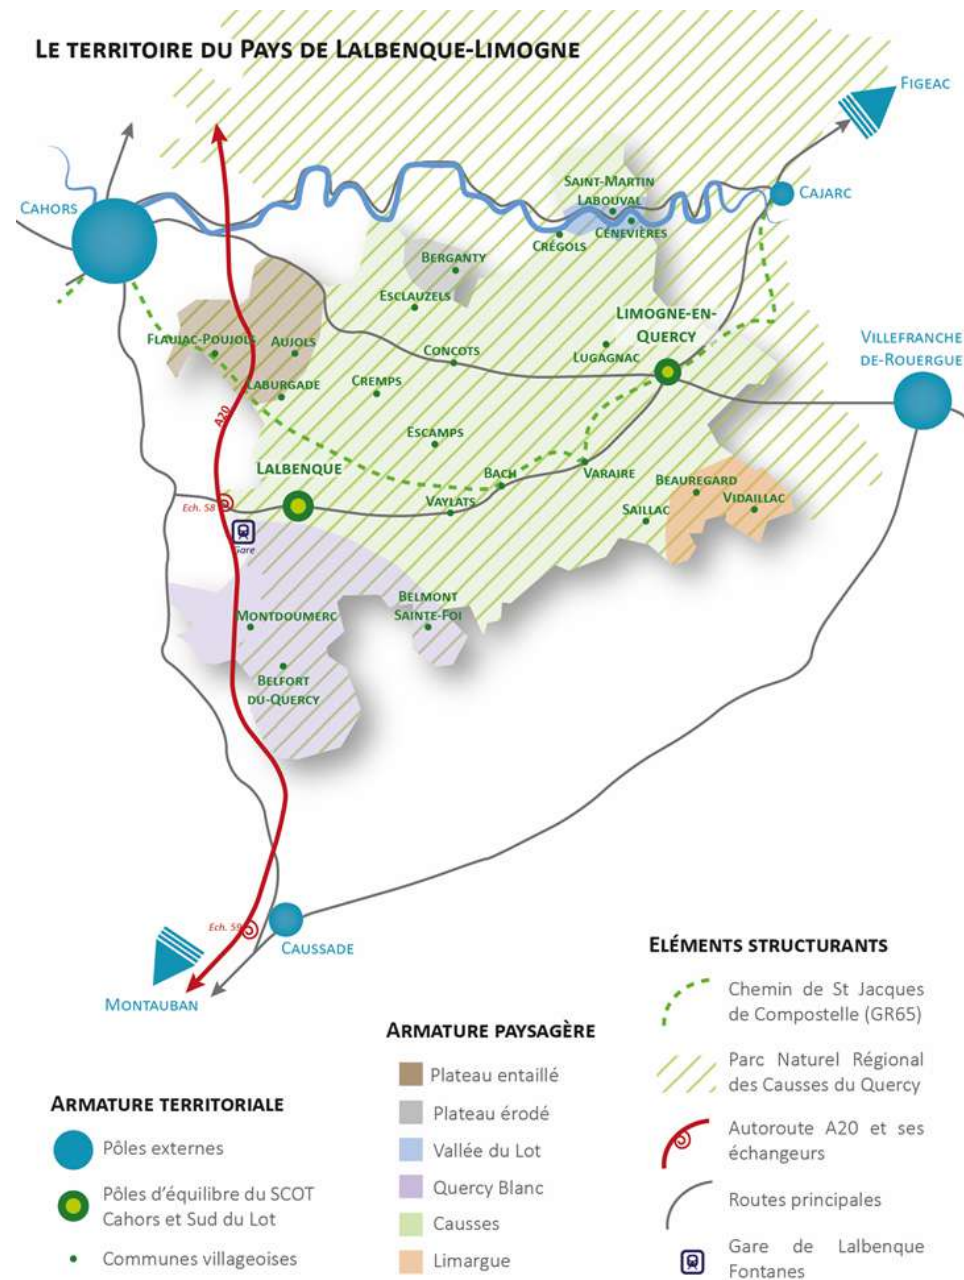 LE TERRITOIRE DU PAYS DE LALBENQUE-LIMOGNE
FIGEAC
SAINT-MARTIN
LABOUVAL
CAJARC
CAHORS
CÉNEVIÈRES
CRÉGOLS
BERGANTY
ESCLAUZELS
LIMOGNE-EN-
QUERCY
FLAUJAC-POUJOLS
AUJOLS
CONCOTS
LUGAGNAC
VILLEFRANCHE
DE-ROUERGUE
LABURGADE
CREMPS
A20
ESCAMPS
LALBENQUE
BACH
VARAIRE
BEAUREGARD
VIDAILLAC
Ech. 58
VAYLATS
SAILLAC
Gare
MONTDOUMERC
BELMONT
SAINTE-FOI
BELFORT
DU-QUERCY
Ech. 59
CAUSSADE
MONTAUBAN
ARMATURE TERRITORIALE
Pôles externes
Pôles d'équilibre du SCOT
Cahors et Sud du Lot
Communes villageoises
ARMATURE PAYSAGÈRE
Plateau entaillé
Plateau érodé
Vallée du Lot
Quercy Blanc
Causses
Limargue
ELÉMENTS STRUCTURANTS
Chemin de St Jacques
de Compostelle (GR65)
Parc Naturel Régional
des Causses du Quercy
Autoroute A20 et ses
échangeurs
Routes principales
Gare de Lalbenque
Fontanes